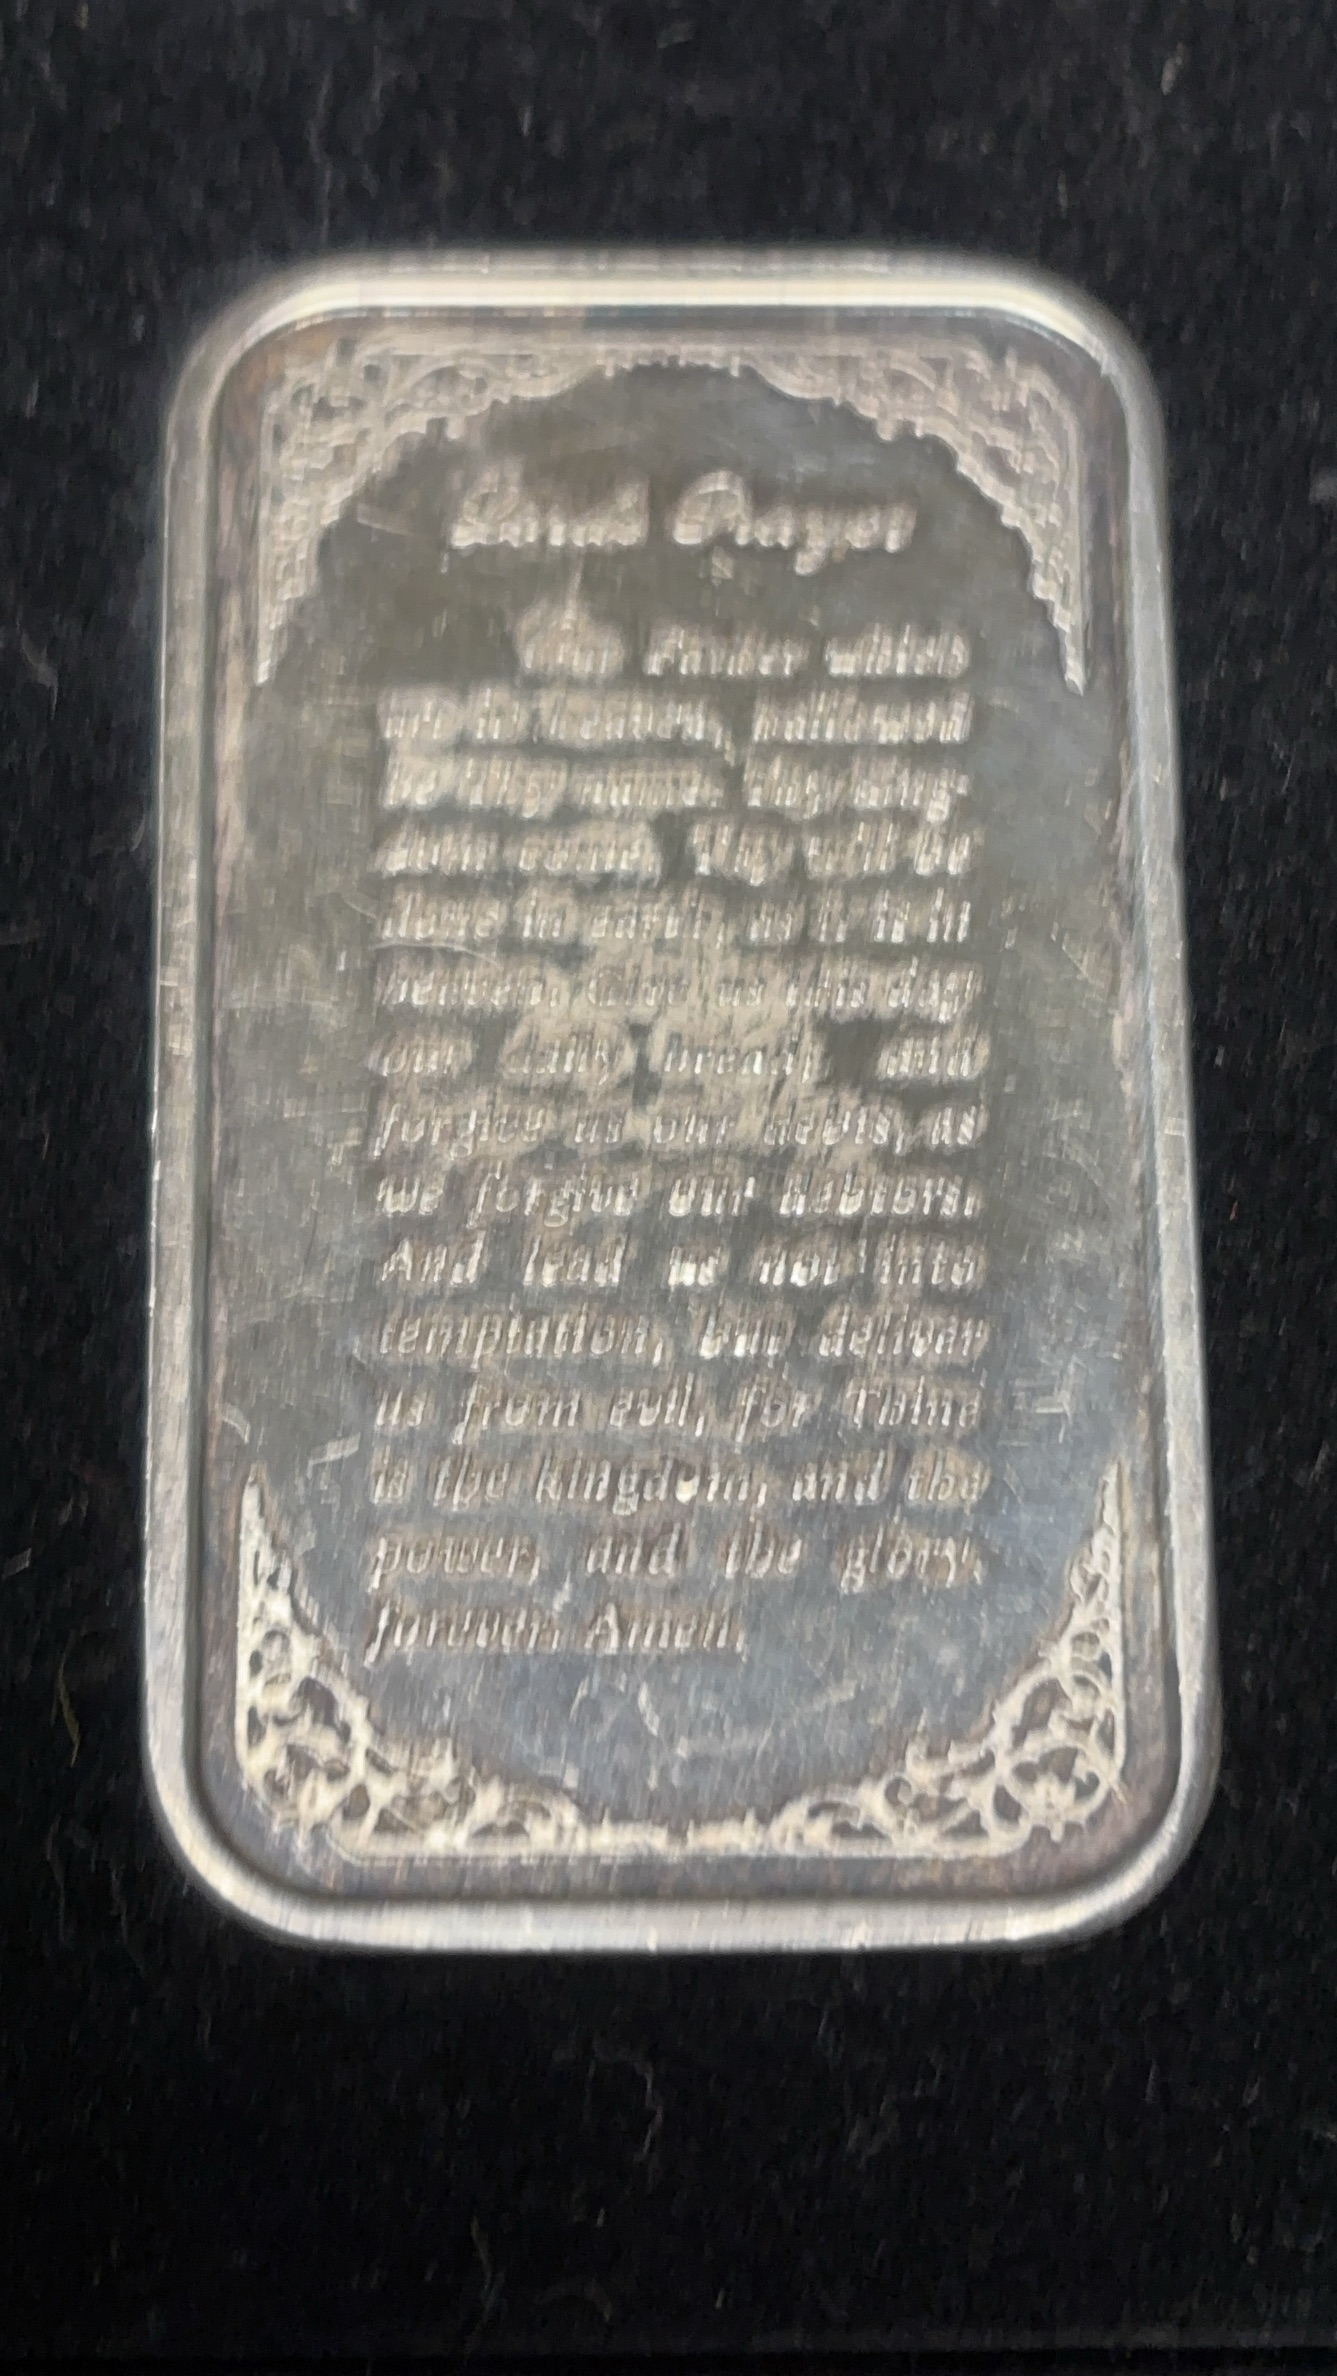 Lord's Prayer
Our Father which
art in heaven, hallowed
be Thy name. Thy king-
dom come. Thy will be
done in earth, as it is in
heaven. Give us this day
our daily bread, and
forgive us our debts, as
we forgive our debtors.
And lead us not into
temptation, but deliver
us from evil, for Thine
is the kingdom, and the
power, and the glory,
forever. Amen.